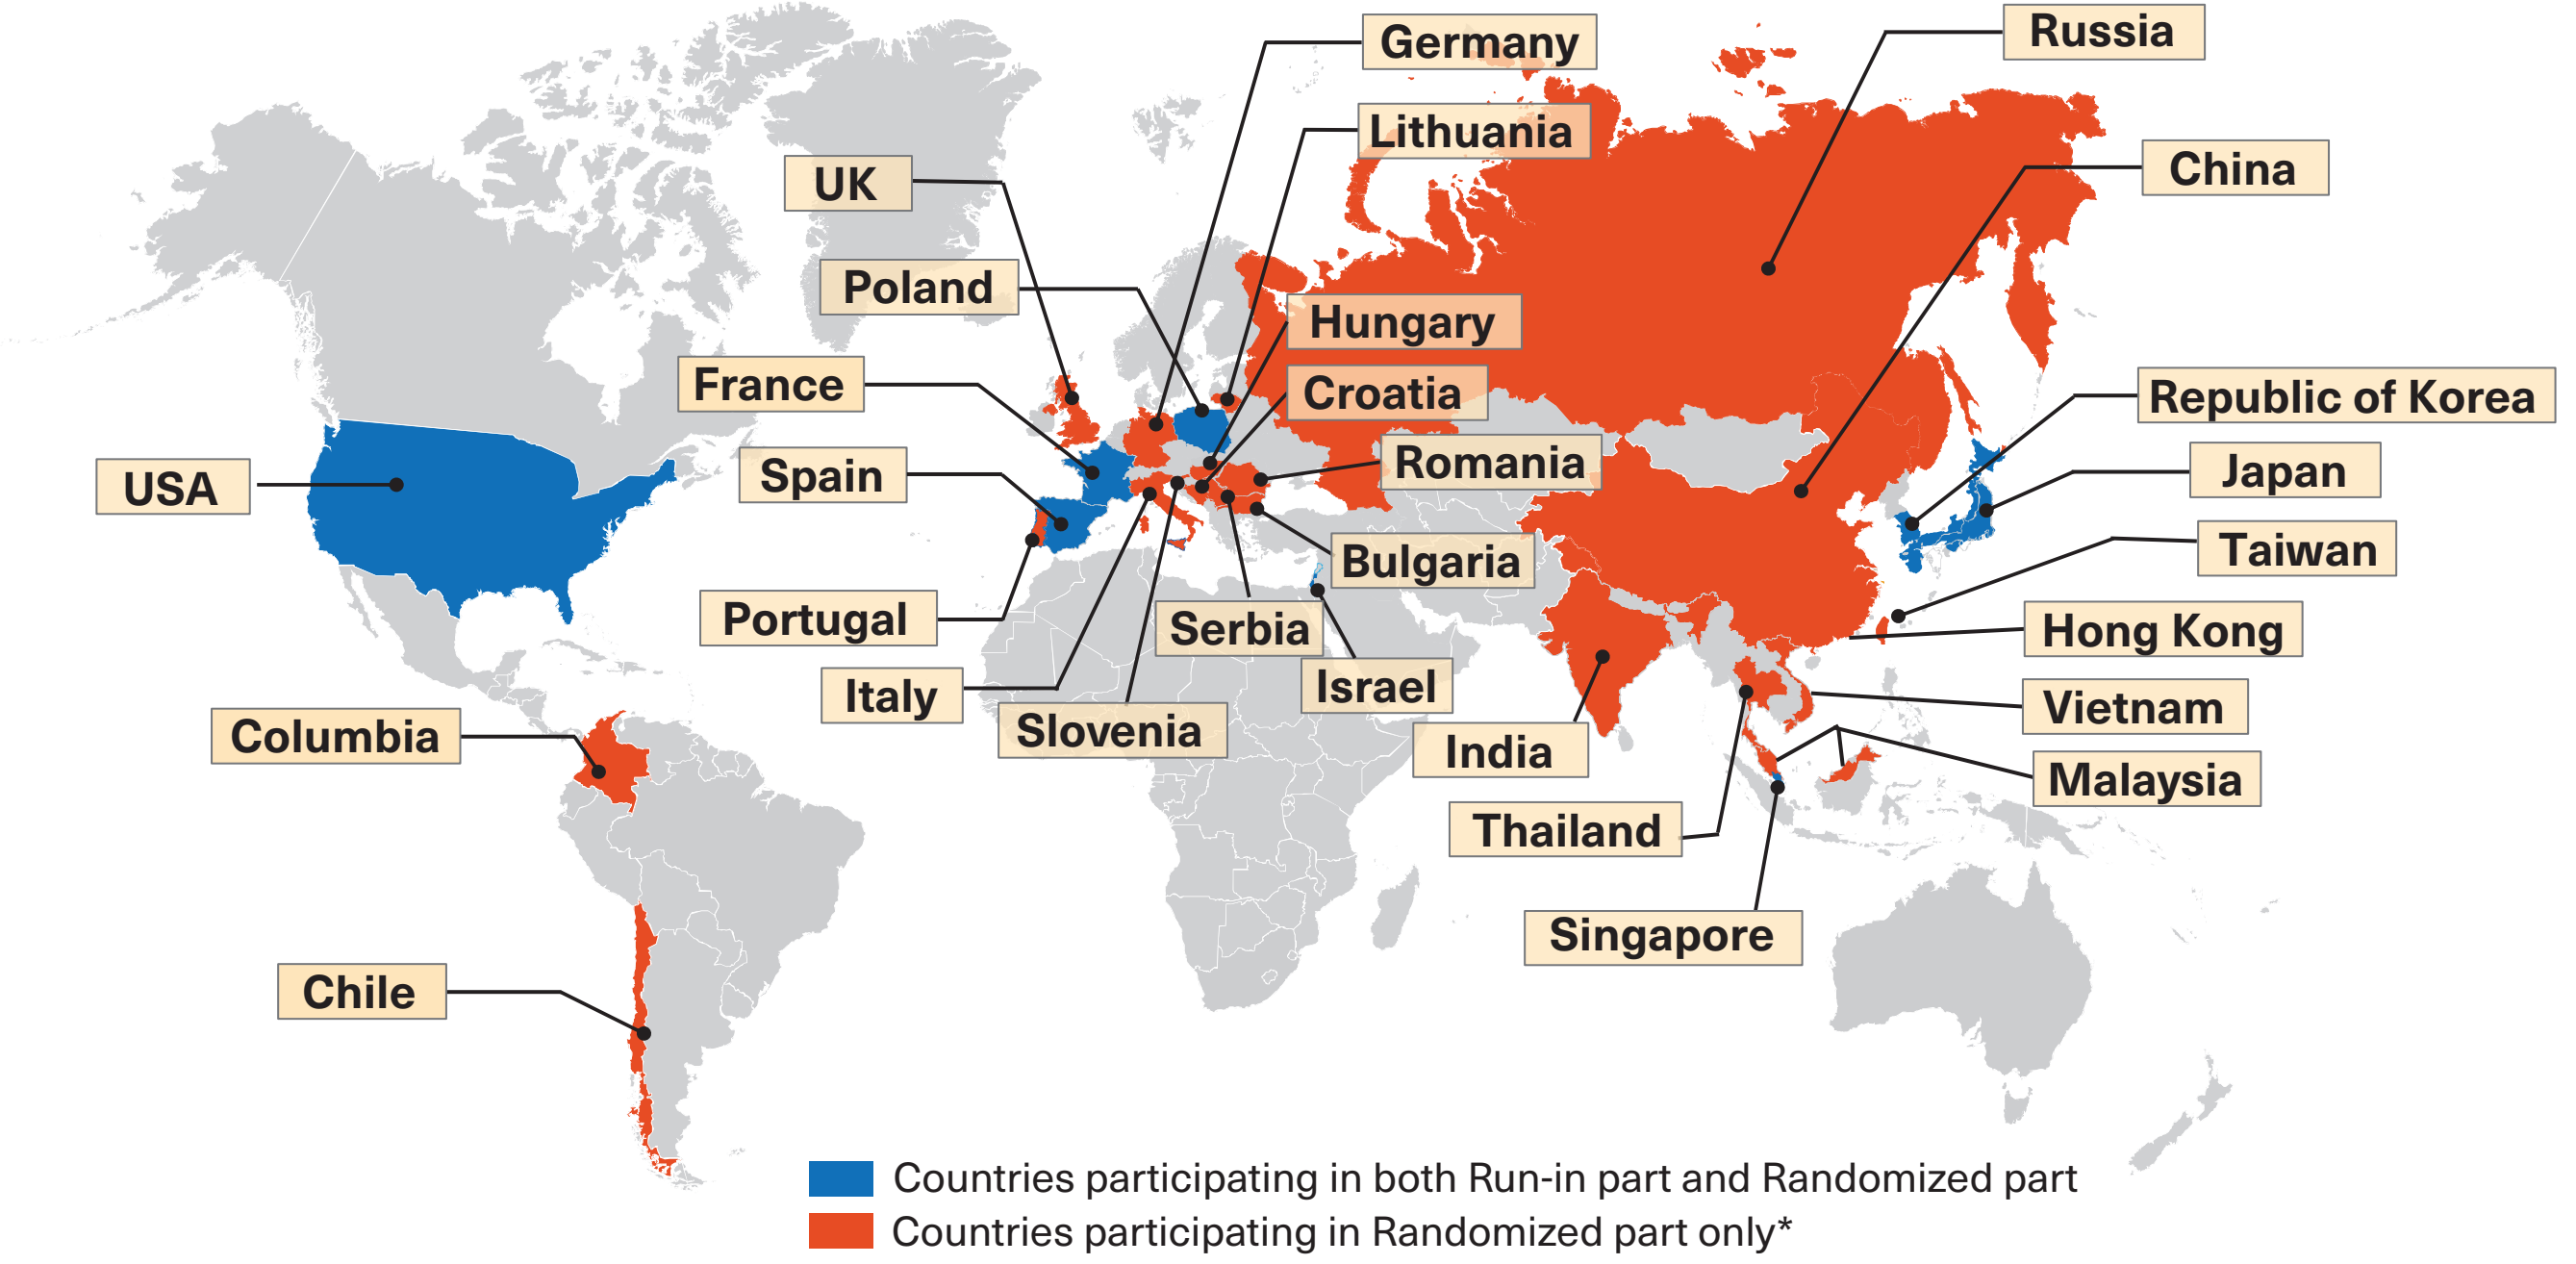 Germany
Russia
Lithuania
China
UK
Poland
Hungary
France
Croatia
Republic of Korea
Romania
Spain
Japan
USA
Taiwan
Bulgaria
Portugal
Serbia
Hong Kong
Israel
Italy
Vietnam
Slovenia
Columbia
India
Malaysia
Thailand
Singapore
Chile
Countries participating in both Run-in part and Randomized part
Countries participating in Randomized part only*